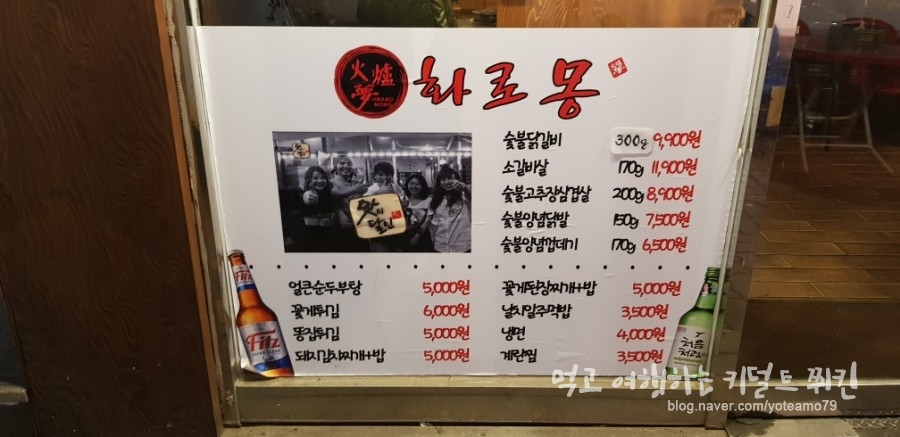 火爐
夢
HWARO
MONG
화로몽
숯불닭갈비 300g 9,900원
소갈비살 170g 11,900원
숯불고추장삼겹살 200g 8,900원
숯불양념닭발 150g 7,500원
숯불양념껍데기 170g 6,500원
맛의
달인
얼큰순두부탕 5,000원
꽃게튀김 6,000원
똥집튀김 5,000원
돼지김치찌개+밥 5,000원
꽃게된장찌개+밥 5,000원
날치알주먹밥 3,500원
냉면 4,000원
계란찜 3,500원
Fitz
Fitz
처음
처럼
먹고 여행하는 키덜트 쮜킨
blog.naver.com/yoteamo79